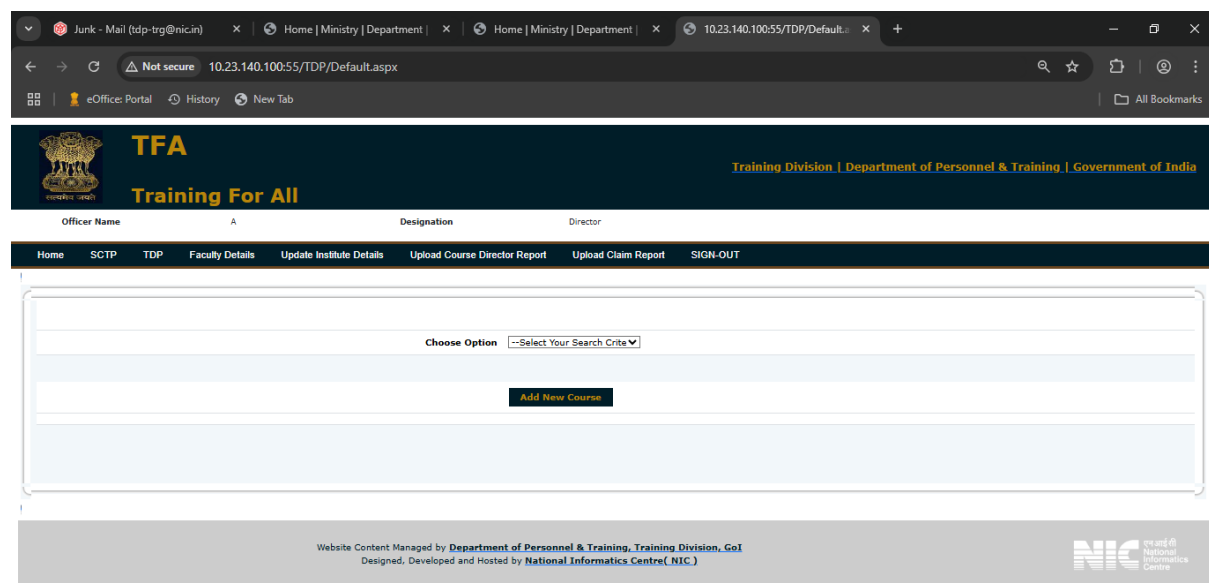 Junk - Mail (tdp-trg@nic.in)
Home | Ministry | Department |
Home | Ministry | Department |
10.23.140.100:55/TDP/Default.a
Not secure 10.23.140.100:55/TDP/Default.aspx
eOffice: Portal History New Tab All Bookmarks
TFA
Training For All
सत्यमेव जयते
Training Division | Department of Personnel & Training | Government of India
Officer Name A Designation Director
Home SCTP TDP Faculty Details Update Institute Details Upload Course Director Report Upload Claim Report SIGN-OUT
Choose Option --Select Your Search Crite
Add New Course
Website Content Managed by Department of Personnel & Training, Training Division, GoI
Designed, Developed and Hosted by National Informatics Centre( NIC )
NIC
एन आई सी
National
Informatics
Centre